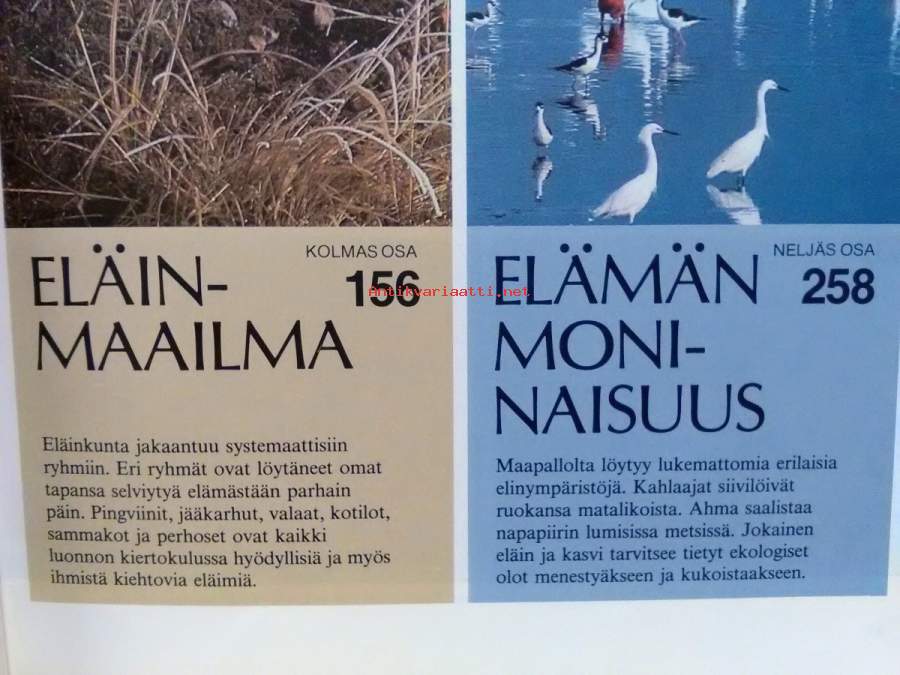 KOLMAS OSA
156
ELÄIN-
MAAILMA
Eläinkunta jakaantuu systemaattisiin
ryhmiin. Eri ryhmät ovat löytäneet omat
tapansa selviytyä elämästään parhain
päin. Pingviinit, jääkarhut, valaat, kotilot,
sammakot ja perhoset ovat kaikki
luonnon kiertokulussa hyödyllisiä ja myös
ihmistä kiehtovia eläimiä.
NELJÄS OSA
258
ELÄMÄN
MONI-
NAISUUS
Maapallolta löytyy lukemattomia erilaisia
elinympäristöjä. Kahlaajat siivilöivät
ruokansa matalikoista. Ahma saalistaa
napapiirin lumisissa metsissä. Jokainen
eläin ja kasvi tarvitsee tietyt ekologiset
olot menestyäkseen ja kukoistaakseen.
Antikvariaatti.net